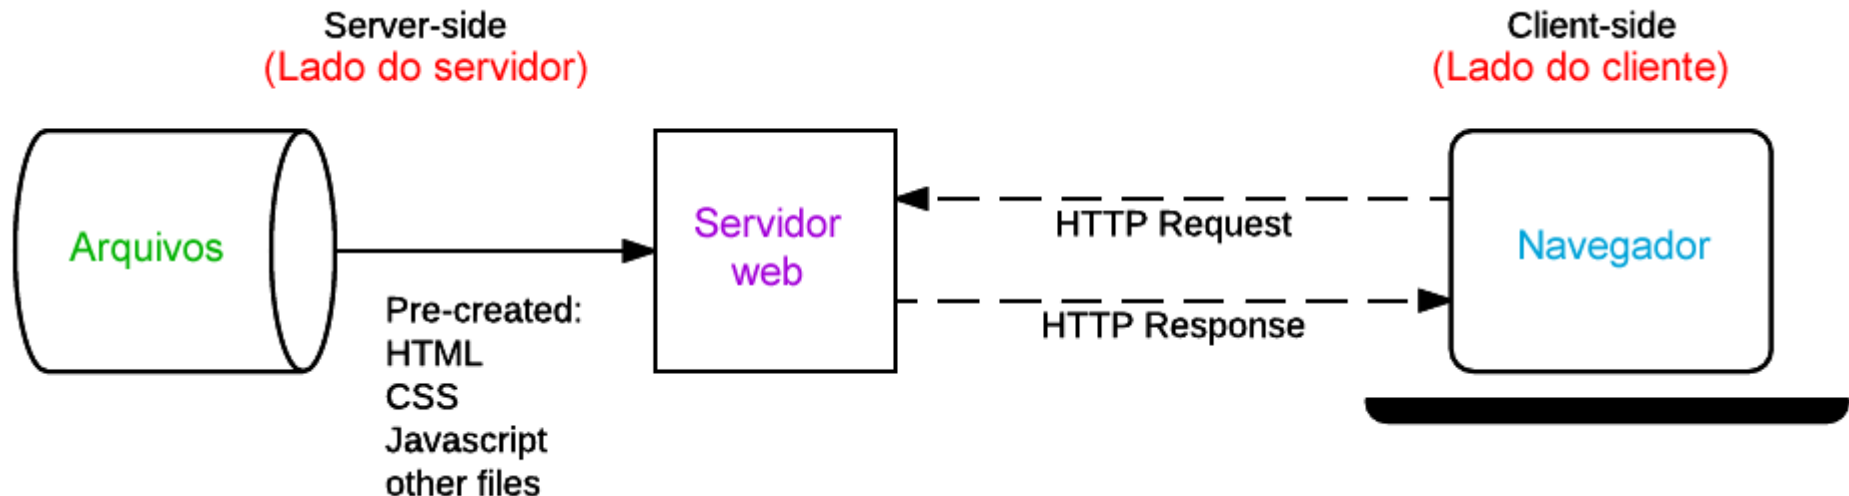 Server-side
(Lado do servidor)
Client-side
(Lado do cliente)
Arquivos
Pre-created:
HTML
CSS
Javascript
other files
Servidor
web
HTTP Request
HTTP Response
Navegador